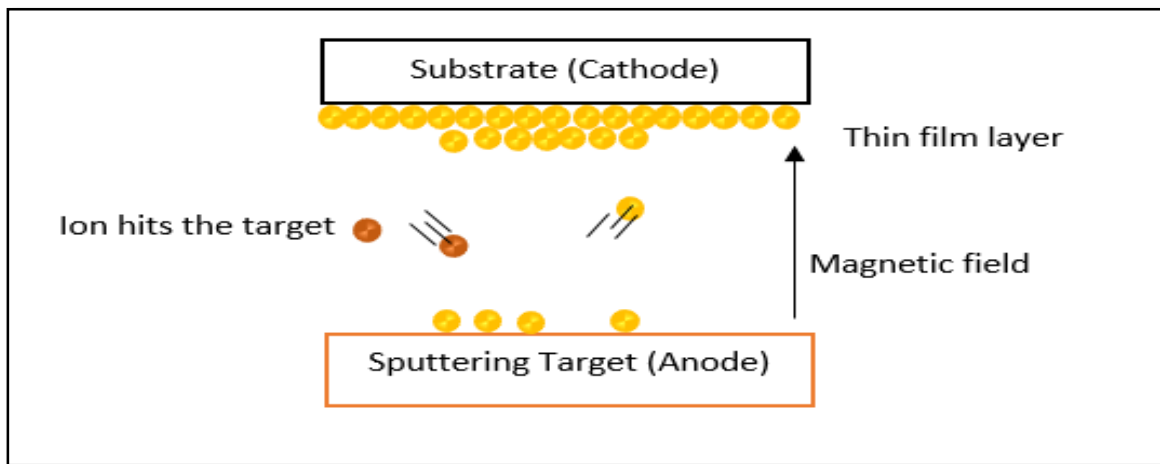 Substrate (Cathode)
Thin film layer
Ion hits the target
Magnetic field
Sputtering Target (Anode)